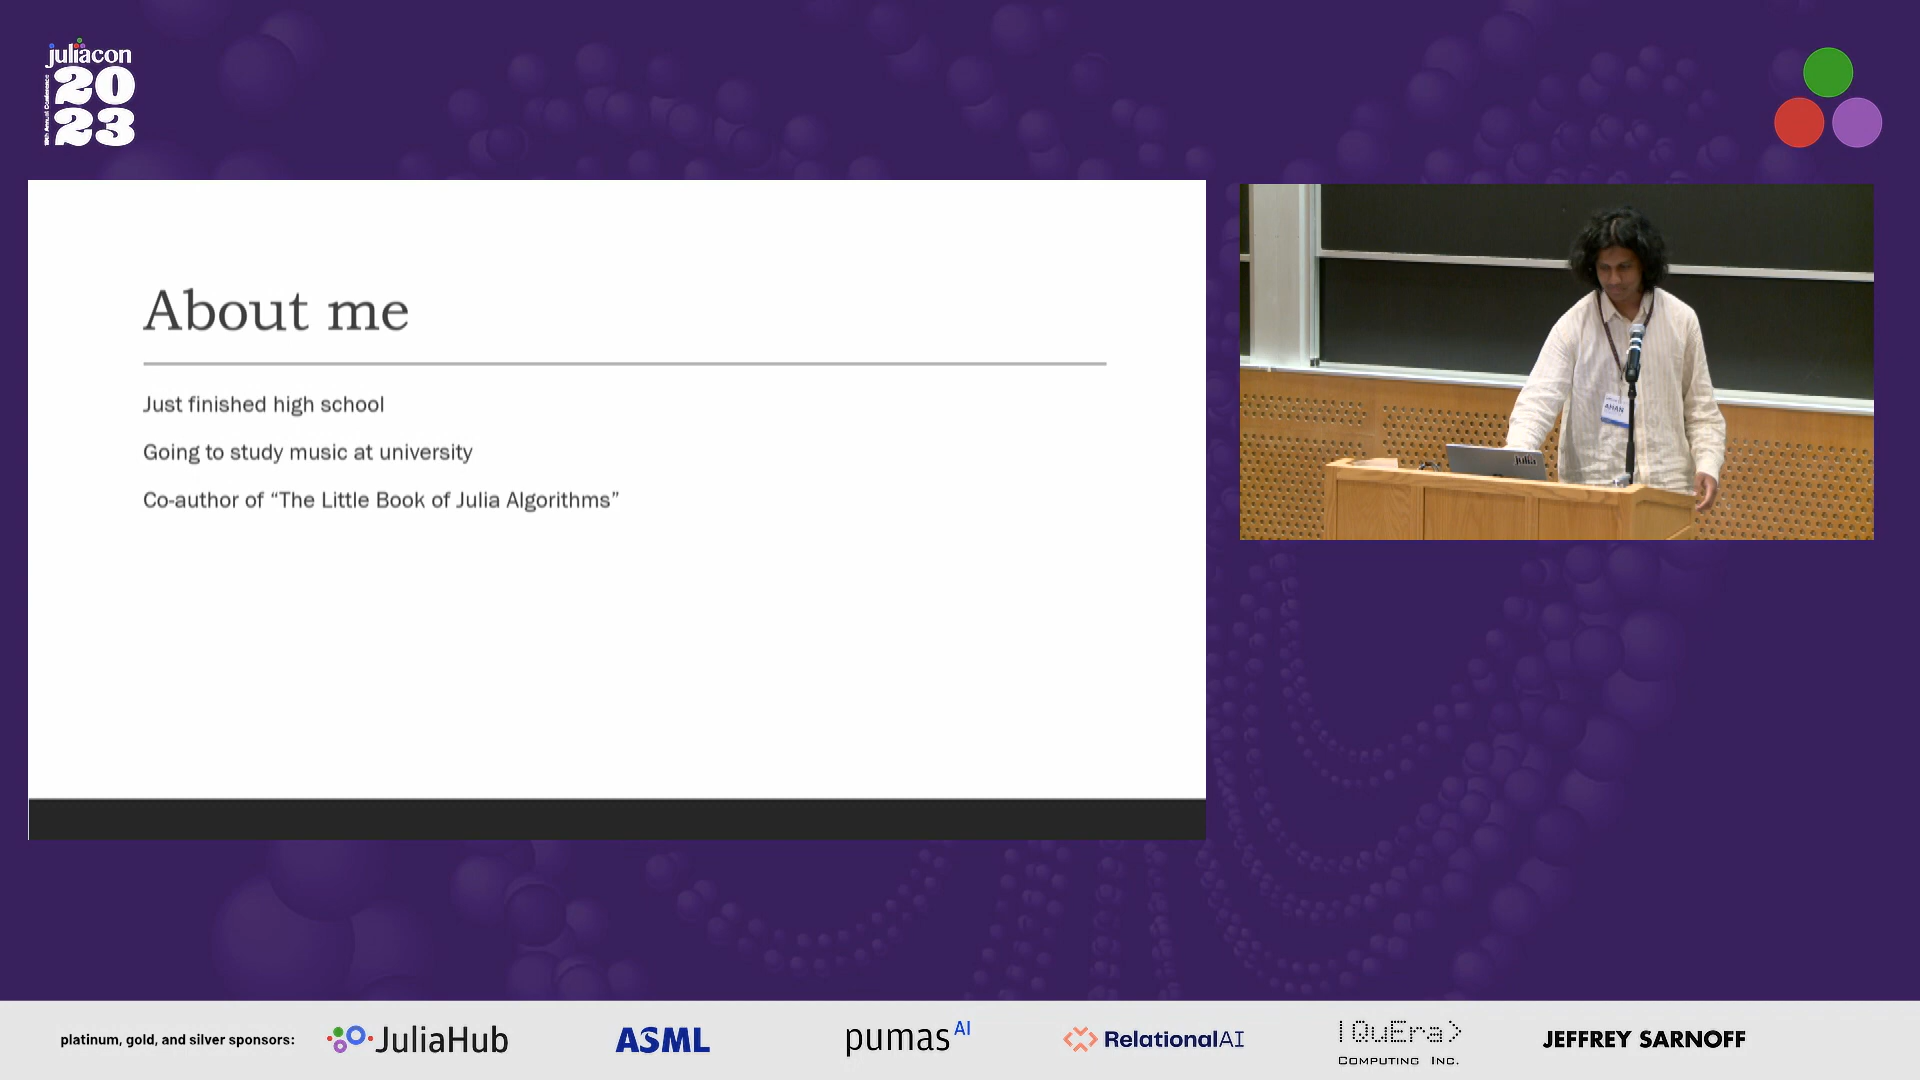 juliacon
20
23
About me
Just finished high school
Going to study music at university
Co-author of “The Little Book of Julia Algorithms”
AHAN
julia
platinum, gold, and silver sponsors:
JuliaHub
ASML
pumas AI
RelationalAI
|QuEra>
COMPUTING INC.
JEFFREY SARNOFF